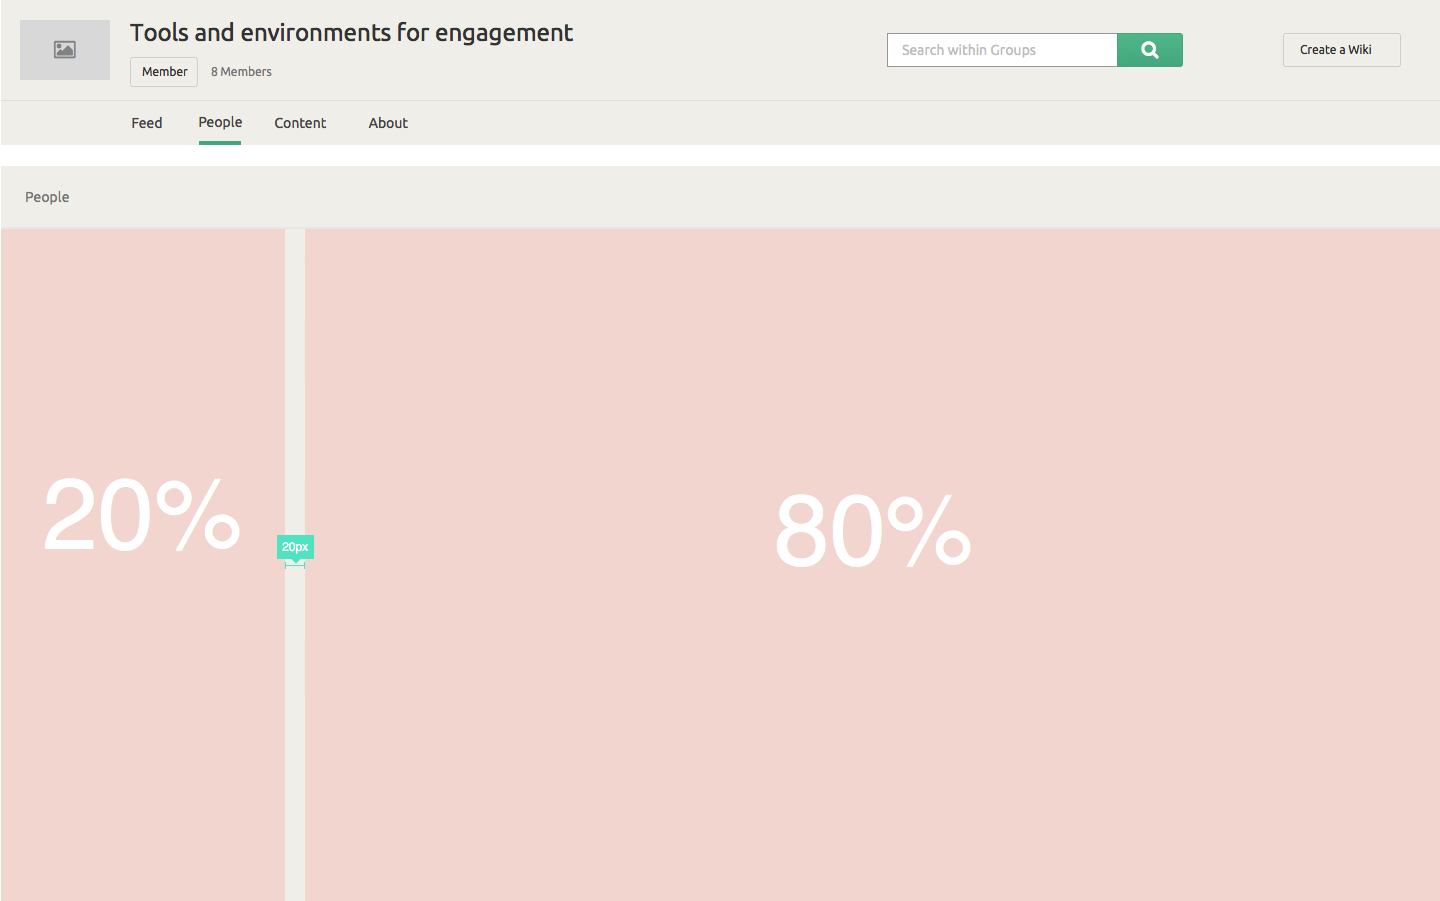 Tools and environments for engagement
Member
8 Members
Search within Groups
Create a Wiki
Feed
People
Content
About
People
20%
80%
20px